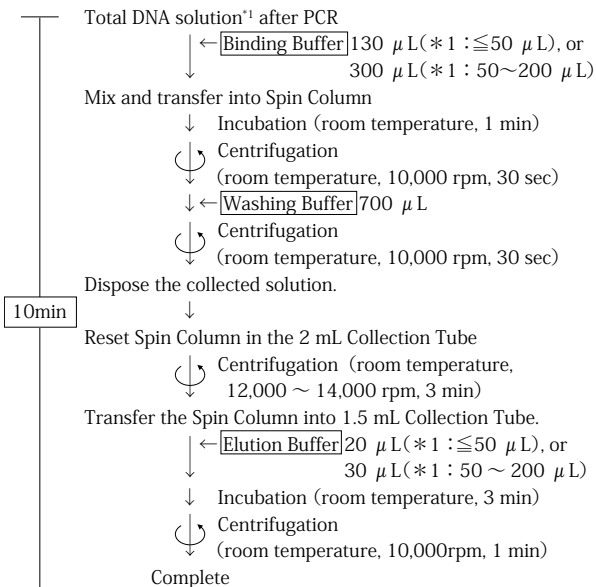 Total DNA solution*1 after PCR
← Binding Buffer 130 μL(*1:≦50 μL), or
300 μL(*1:50~200 μL)
Mix and transfer into Spin Column
↓ Incubation (room temperature, 1 min)
Centrifugation
(room temperature, 10,000 rpm, 30 sec)
↓ ← Washing Buffer 700 μL
Centrifugation
(room temperature, 10,000 rpm, 30 sec)
Dispose the collected solution.
↓
10min
Reset Spin Column in the 2 mL Collection Tube
Centrifugation (room temperature,
12,000 ~ 14,000 rpm, 3 min)
Transfer the Spin Column into 1.5 mL Collection Tube.
← Elution Buffer 20 μL(*1:≦50 μL), or
30 μL(*1:50 ~ 200 μL)
↓ Incubation (room temperature, 3 min)
Centrifugation
(room temperature, 10,000rpm, 1 min)
Complete